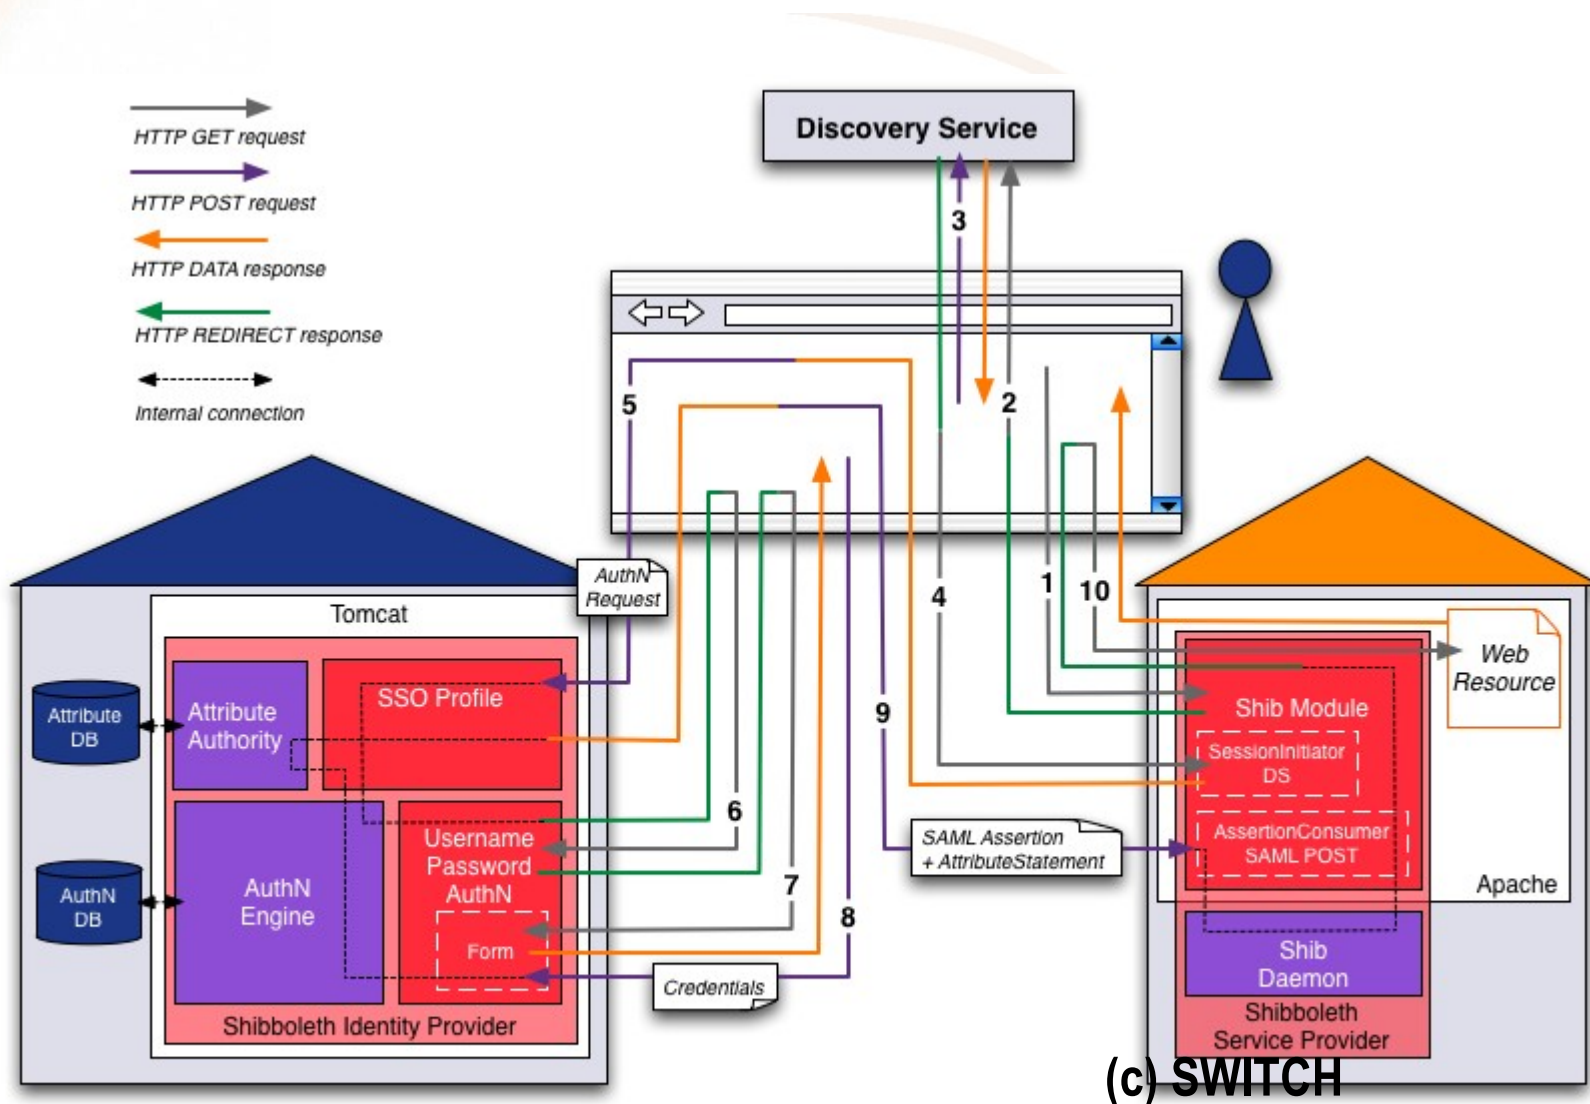 HTTP GET request
HTTP POST request
HTTP DATA response
HTTP REDIRECT response
Internal connection
Discovery Service
3
5
2
4
1
10
AuthN
Request
Tomcat
Attribute
DB
Attribute
Authority
SSO Profile
6
9
7
8
Username
Password
AuthN
Form
AuthN
DB
AuthN
Engine
Credentials
Shibboleth Identity Provider
SAML Assertion
+ AttributeStatement
Web
Resource
Shib Module
SessionInitiator
DS
AssertionConsumer
SAML POST
Apache
Shib
Daemon
Shibboleth
Service Provider
(c) SWITCH